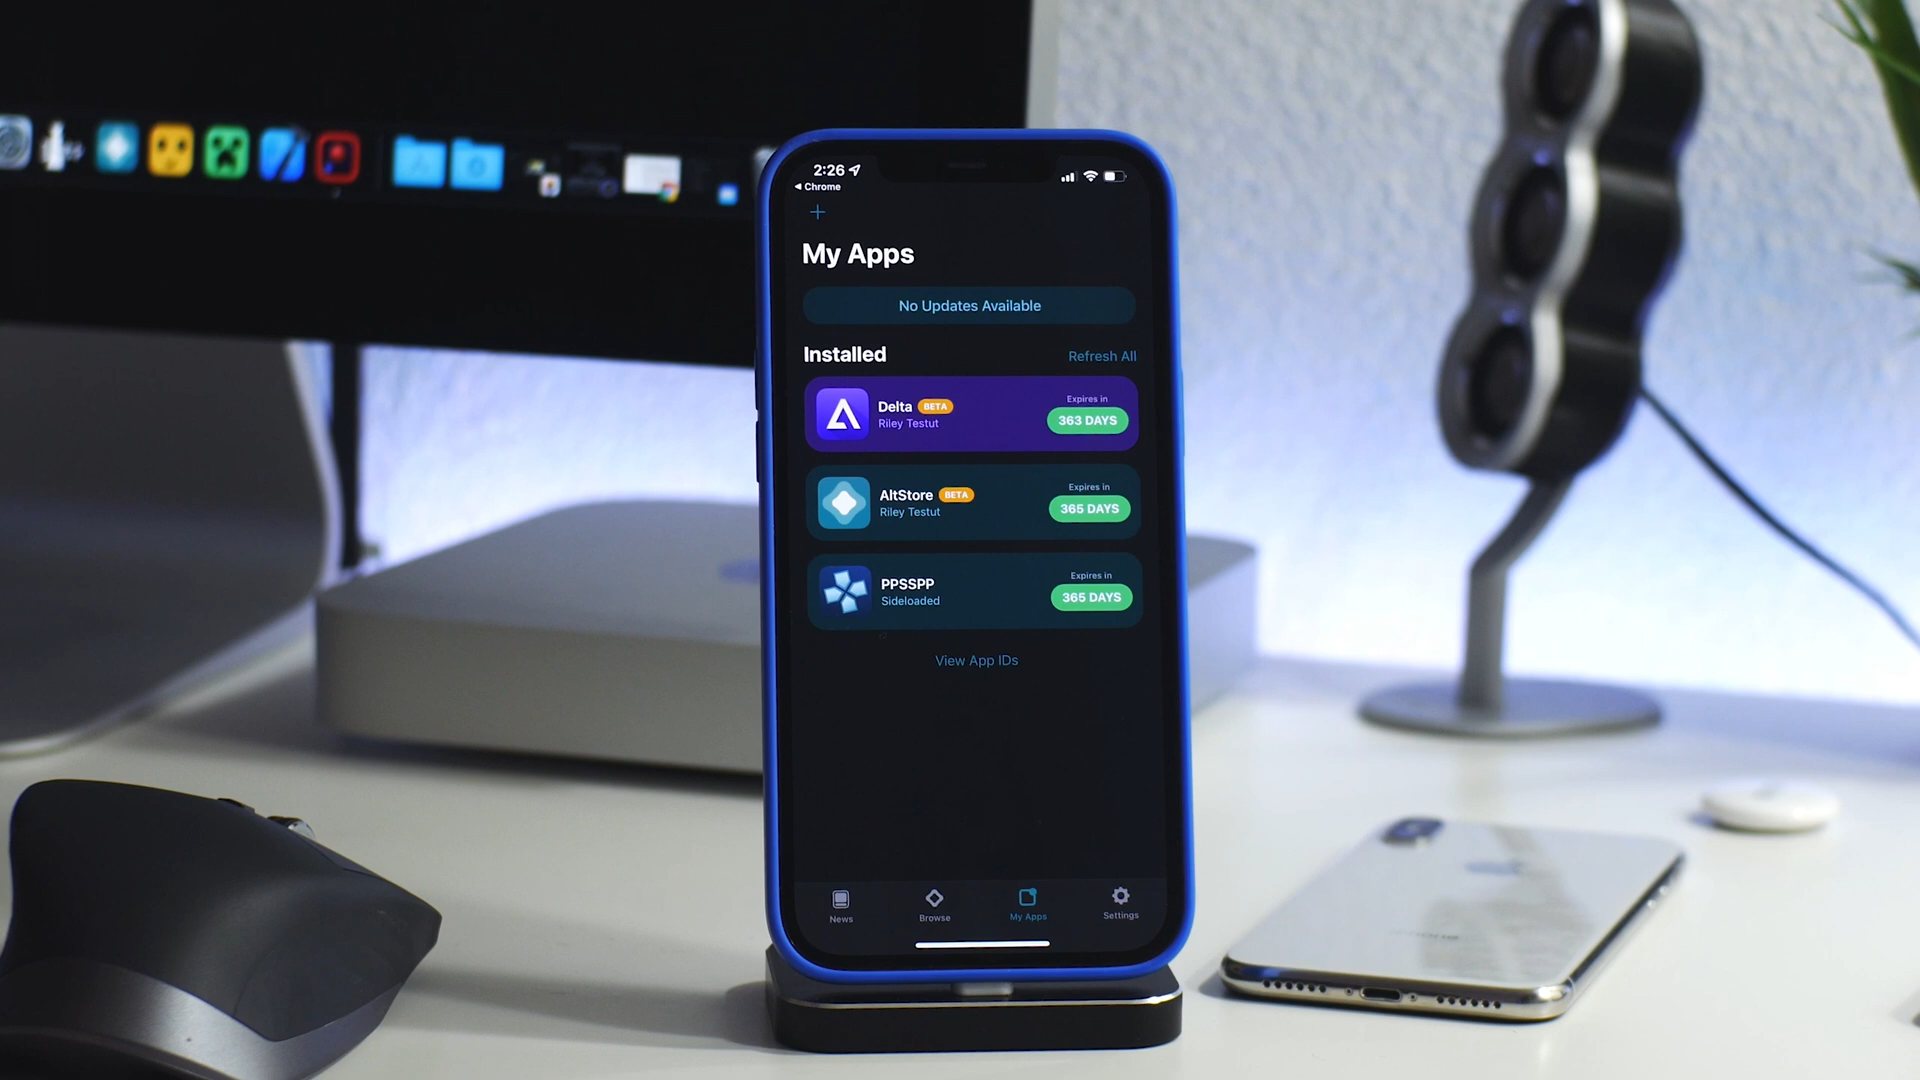 2:26
◀ Chrome
+
My Apps
No Updates Available
Installed
Refresh All
Delta BETA
Riley Testut
Expires in
363 DAYS
AltStore BETA
Riley Testut
Expires in
365 DAYS
PPSSPP
Sideloaded
Expires in
365 DAYS
View App IDs
News
Browse
My Apps
Settings